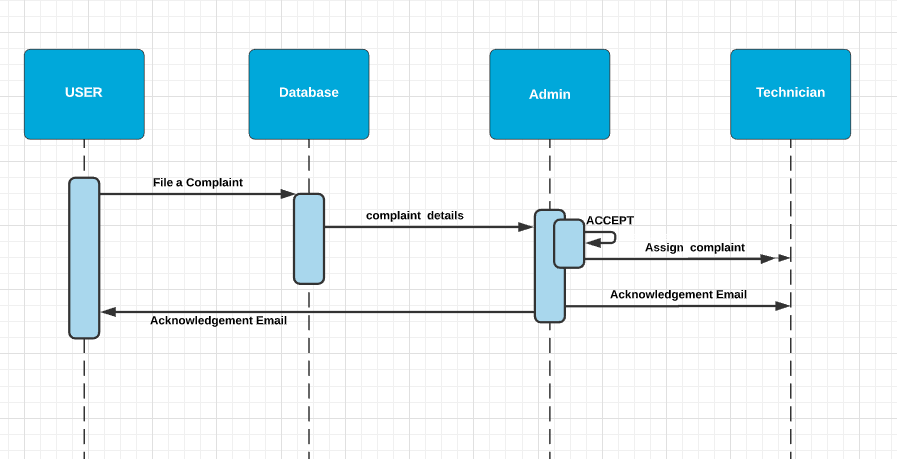 USER
Database
Admin
Technician
File a Complaint
complaint details
ACCEPT
Assign complaint
Acknowledgement Email
Acknowledgement Email